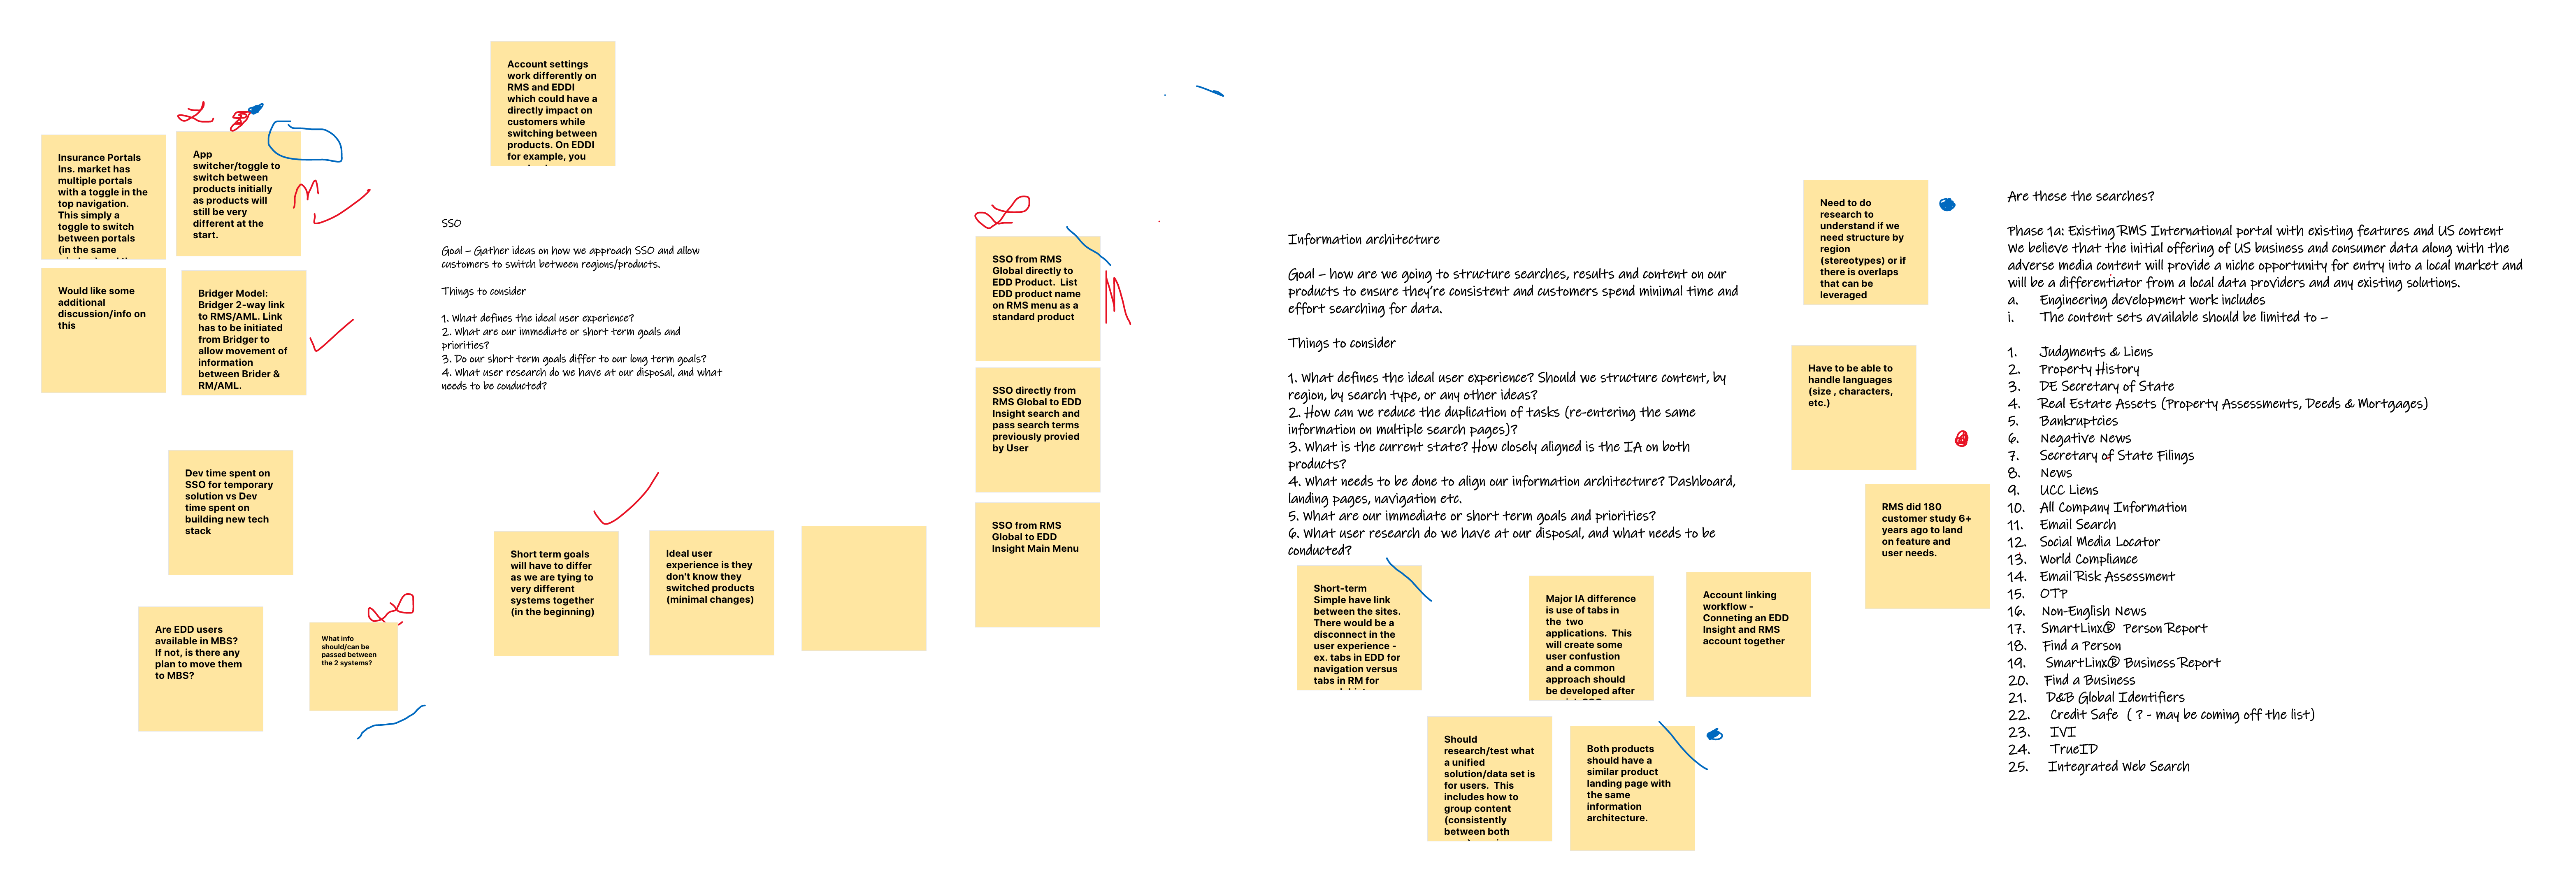 Account settings
work differently on
RMS and EDDI
which could have a
directly impact on
customers while
switching between
products. On EDDI
for example, you
Insurance Portals
Ins. market has
multiple portals
with a toggle in the
top navigation.
This simply a
toggle to switch
between portals
(in the same
App
switcher/toggle to
switch between
products initially
as products will
still be very
different at the
start.
Would like some
additional
discussion/info on
this
Bridger Model:
Bridger 2-way link
to RMS/AML. Link
has to be initiated
from Bridger to
allow movement of
information
between Brider &
RM/AML.
Dev time spent on
SSO for temporary
solution vs Dev
time spent on
building new tech
stack
Are EDD users
available in MBS?
If not, is there any
plan to move them
to MBS?
What info
should/can be
passed between
the 2 systems?
SSO
Goal - Gather ideas on how we approach SSO and allow
customers to switch between regions/products.
Things to consider
1. What defines the ideal user experience?
2. What are our immediate or short term goals and
priorities?
3. Do our short term goals differ to our long term goals?
4. What user research do we have at our disposal, and what
needs to be conducted?
Short term goals
will have to differ
as we are tying to
very different
systems together
(in the beginning)
Ideal user
experience is they
don't know they
switched products
(minimal changes)
M
SSO from RMS
Global directly to
EDD Product. List
EDD product name
on RMS menu as a
standard product
M
SSO directly from
RMS Global to EDD
Insight search and
pass search terms
previously provied
by User
SSO from RMS
Global to EDD
Insight Main Menu
Information architecture
Goal - how are we going to structure searches, results and content on our
products to ensure they're consistent and customers spend minimal time and
effort searching for data.
Things to consider
1. What defines the ideal user experience? Should we structure content, by
region, by search type, or any other ideas?
2. How can we reduce the duplication of tasks (re-entering the same
information on multiple search pages)?
3. What is the current state? How closely aligned is the IA on both
products?
4. What needs to be done to align our information architecture? Dashboard,
landing pages, navigation etc.
5. What are our immediate or short term goals and priorities?
6. What user research do we have at our disposal, and what needs to be
conducted?
Short-term
Simple have link
between the sites.
There would be a
disconnect in the
user experience -
ex. tabs in EDD for
navigation versus
tabs in RM for
Major IA difference
is use of tabs in
the two
applications. This
will create some
user confustion
and a common
approach should
be developed after
Account linking
workflow -
Conneting an EDD
Insight and RMS
account together
Should
research/test what
a unified
solution/data set is
for users. This
includes how to
group content
(consistently
between both
Both products
should have a
similar product
landing page with
the same
information
architecture.
Need to do
research to
understand if we
need structure by
region
(stereotypes) or if
there is overlaps
that can be
leveraged
Have to be able to
handle languages
(size , characters,
etc.)
RMS did 180
customer study 6+
years ago to land
on feature and
user needs.
Are these the searches?
Phase 1a: Existing RMS International portal with existing features and US content
We believe that the initial offering of US business and consumer data along with the
adverse media content will provide a niche opportunity for entry into a local market and
will be a differentiator from a local data providers and any existing solutions.
a. Engineering development work includes
i. The content sets available should be limited to -
1. Judgments & Liens
2. Property History
3. DE Secretary of State
4. Real Estate Assets (Property Assessments, Deeds & Mortgages)
5. Bankruptcies
6. Negative News
7. Secretary of State Filings
8. News
9. UCC Liens
10. All Company Information
11. Email Search
12. Social Media Locator
13. World Compliance
14. Email Risk Assessment
15. OTP
16. Non-English News
17. SmartLinx® Person Report
18. Find a Person
19. SmartLinx® Business Report
20. Find a Business
21. D&B Global Identifiers
22. Credit Safe ( ? - may be coming off the list)
23. IVI
24. TrueID
25. Integrated Web Search